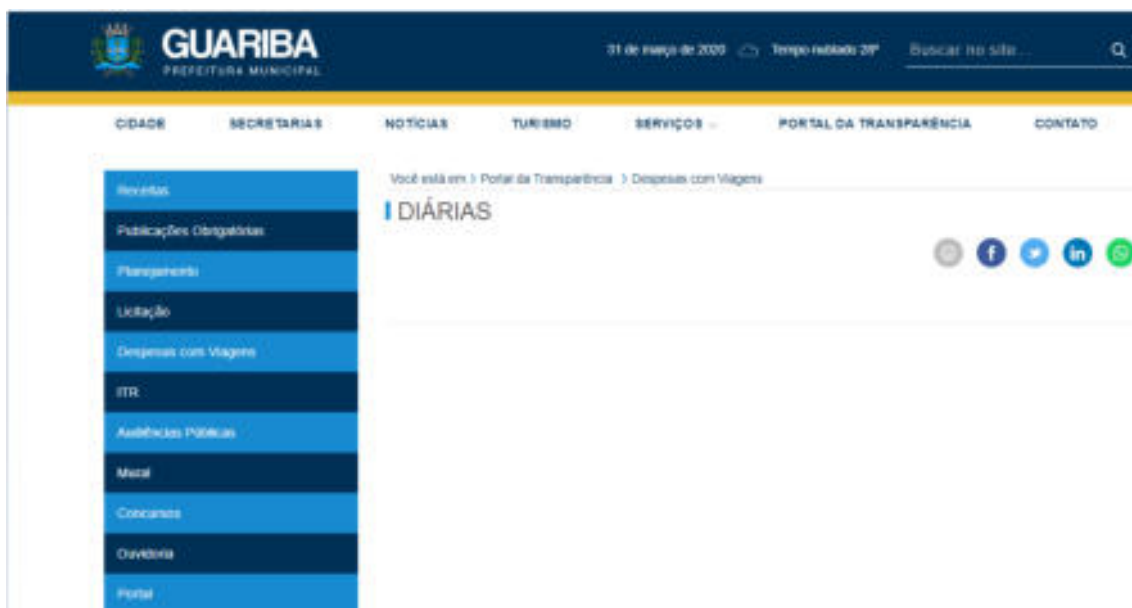 GUARIBA
PREFEITURA MUNICIPAL
31 de março de 2020
Tempo nublado 28º
Buscar no site...
CIDADE SECRETARIAS NOTÍCIAS TURISMO SERVIÇOS PORTAL DA TRANSPARÊNCIA CONTATO
Você está em > Portal da Transparência > Despesas com Viagens
DIÁRIAS
Receitas
Publicações Obrigatórias
Planejamento
Licitação
Despesas com Viagens
ITR
Audiências Públicas
Mural
Concursos
Ouvidoria
Portal